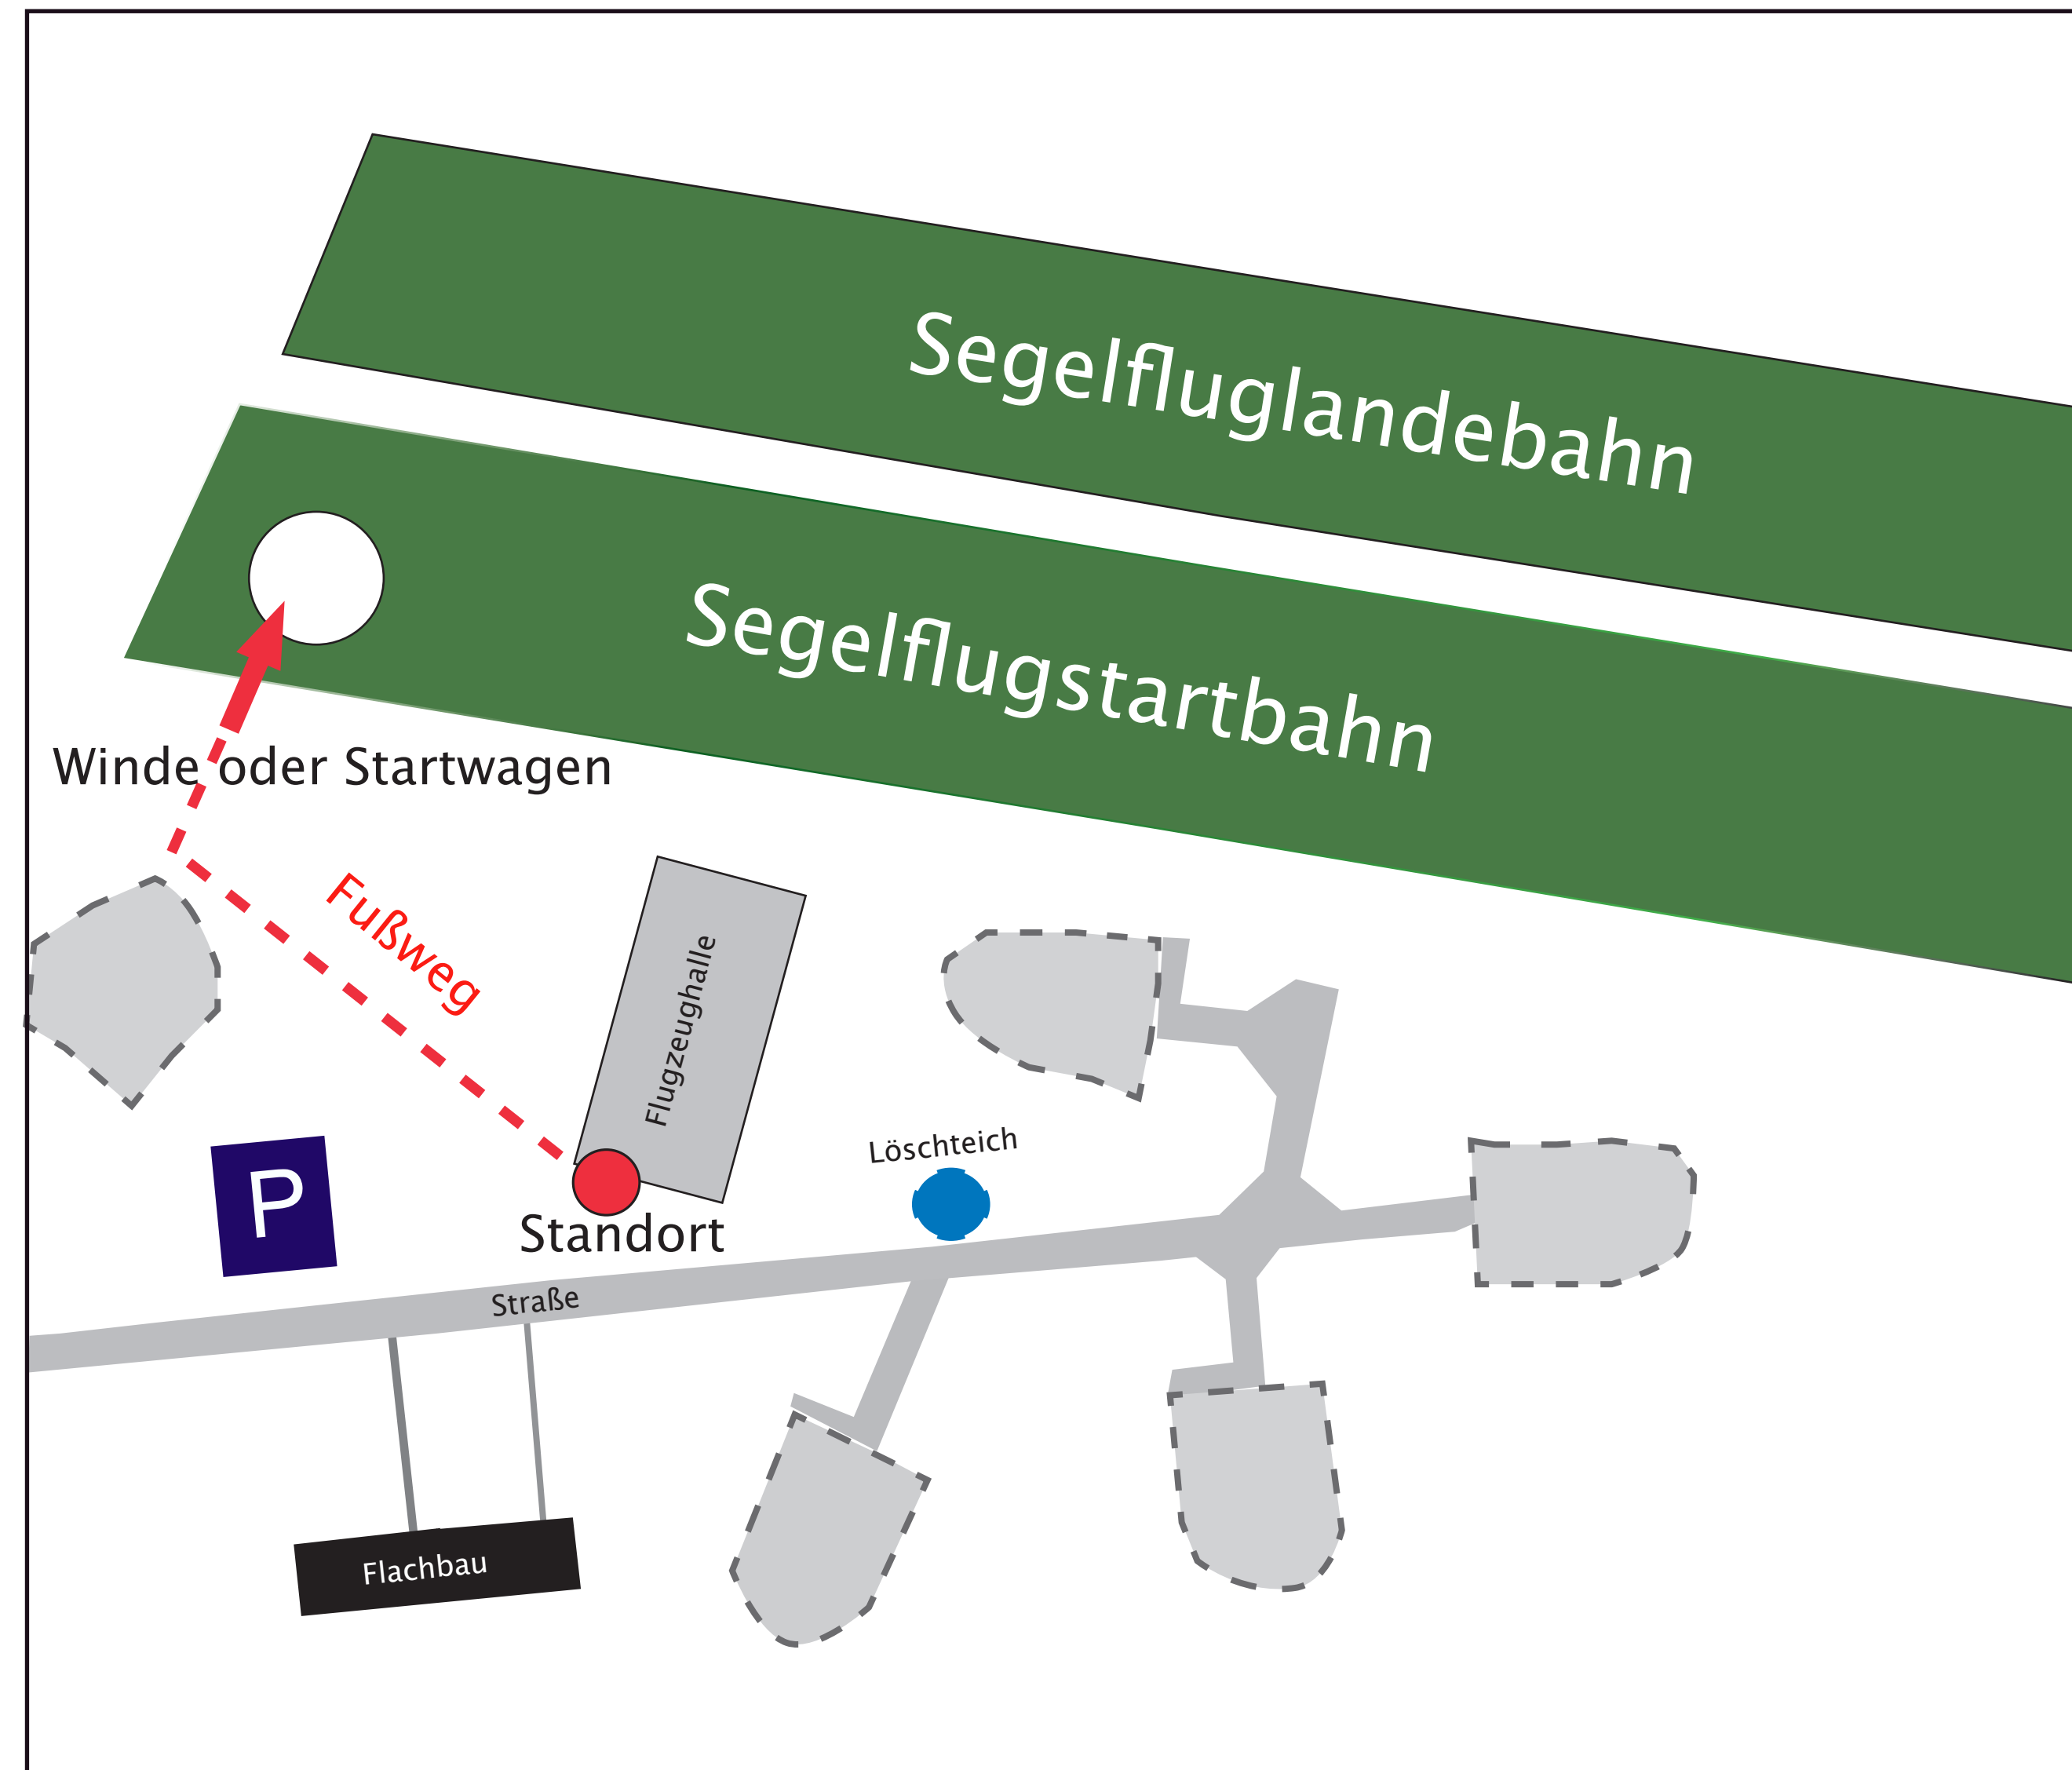 Segelfluglandebahn
Segelflugstartbahn
Winde oder Startwagen
Fußweg
Flugzeughalle
Löschteich
P
Standort
Straße
Flachbau